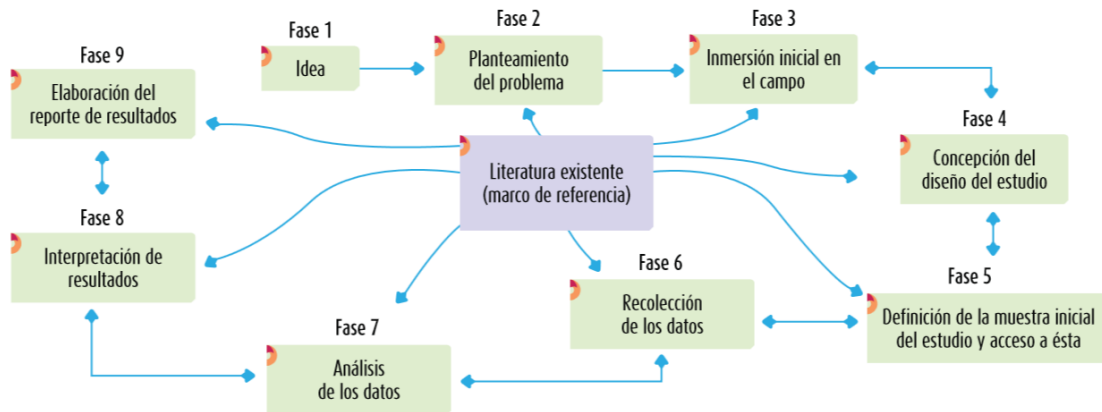 Fase 1
Idea
Fase 2
Planteamiento
del problema
Fase 3
Inmersión inicial en
el campo
Fase 4
Concepción del
diseño del estudio
Fase 5
Definición de la muestra inicial
del estudio y acceso a ésta
Fase 6
Recolección
de los datos
Fase 7
Análisis
de los datos
Fase 8
Interpretación de
resultados
Fase 9
Elaboración del
reporte de resultados
Literatura existente
(marco de referencia)